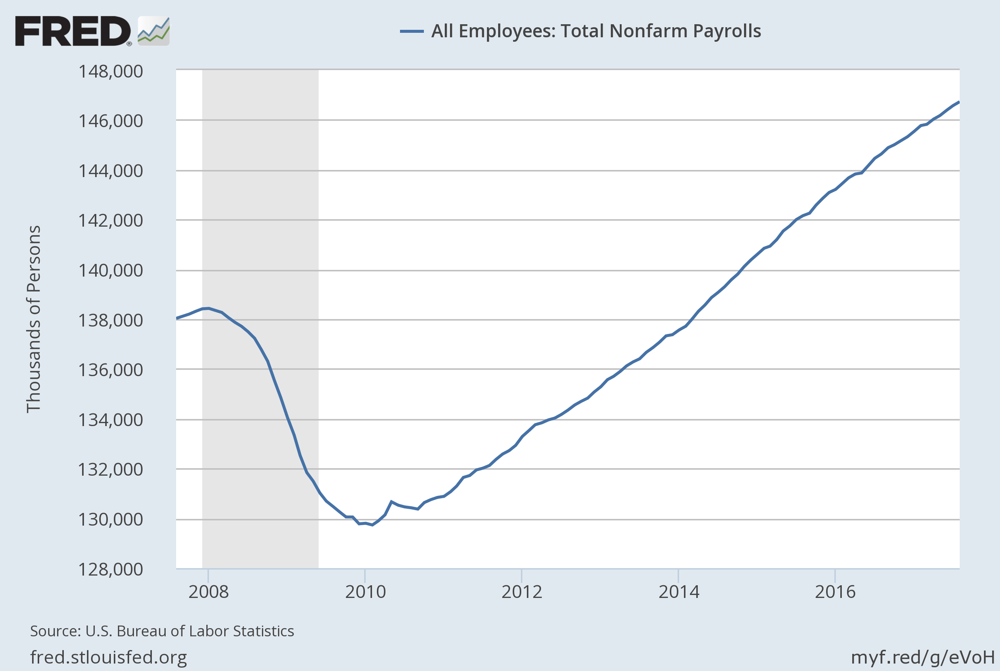 FRED®
All Employees: Total Nonfarm Payrolls
148,000
146,000
144,000
142,000
140,000
138,000
136,000
134,000
132,000
130,000
128,000
Thousands of Persons
2008 2010 2012 2014 2016
Source: U.S. Bureau of Labor Statistics
fred.stlouisfed.org
myf.red/g/eVoH